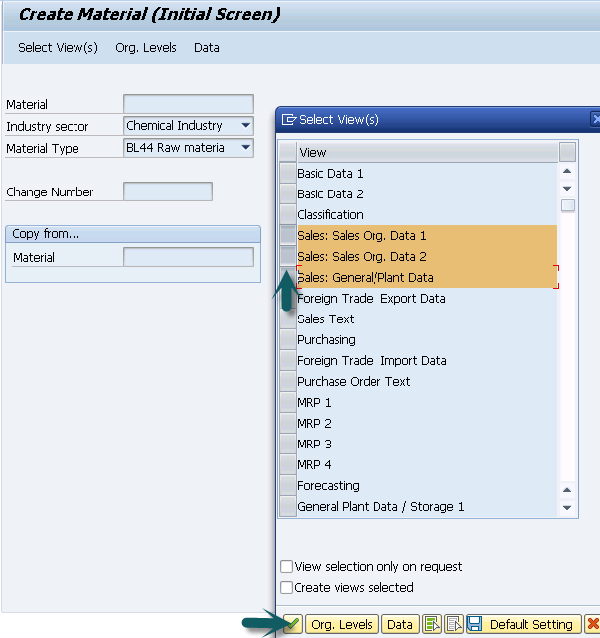 Create Material (Initial Screen)
Select View(s) Org. Levels Data
Material
Industry sector Chemical Industry
Material Type BL44 Raw materia
Change Number
Copy from...
Material
Select View(s)
View
Basic Data 1
Basic Data 2
Classification
Sales: Sales Org. Data 1
Sales: Sales Org. Data 2
Sales: General/Plant Data
Foreign Trade Export Data
Sales Text
Purchasing
Foreign Trade Import Data
Purchase Order Text
MRP 1
MRP 2
MRP 3
MRP 4
Forecasting
General Plant Data / Storage 1
View selection only on request
Create views selected
Org. Levels Data Default Setting